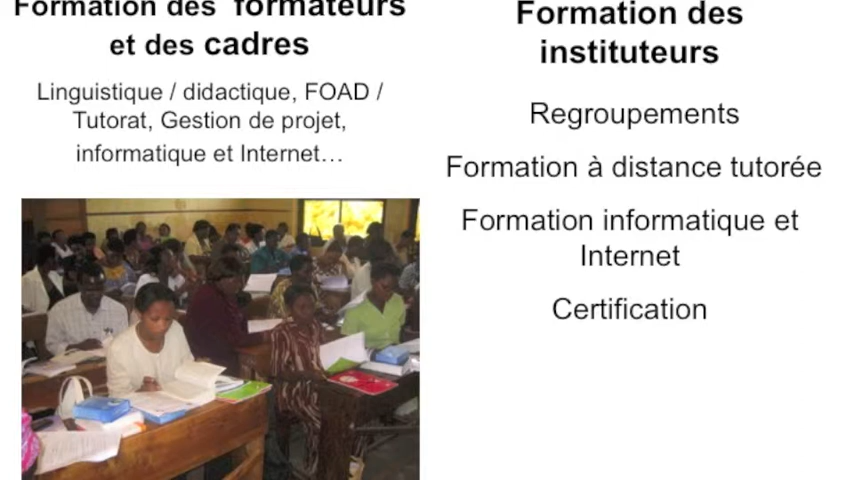 Formation des formateurs
et des cadres
Linguistique / didactique, FOAD /
Tutorat, Gestion de projet,
informatique et Internet…
Formation des
instituteurs
Regroupements
Formation à distance tutorée
Formation informatique et
Internet
Certification